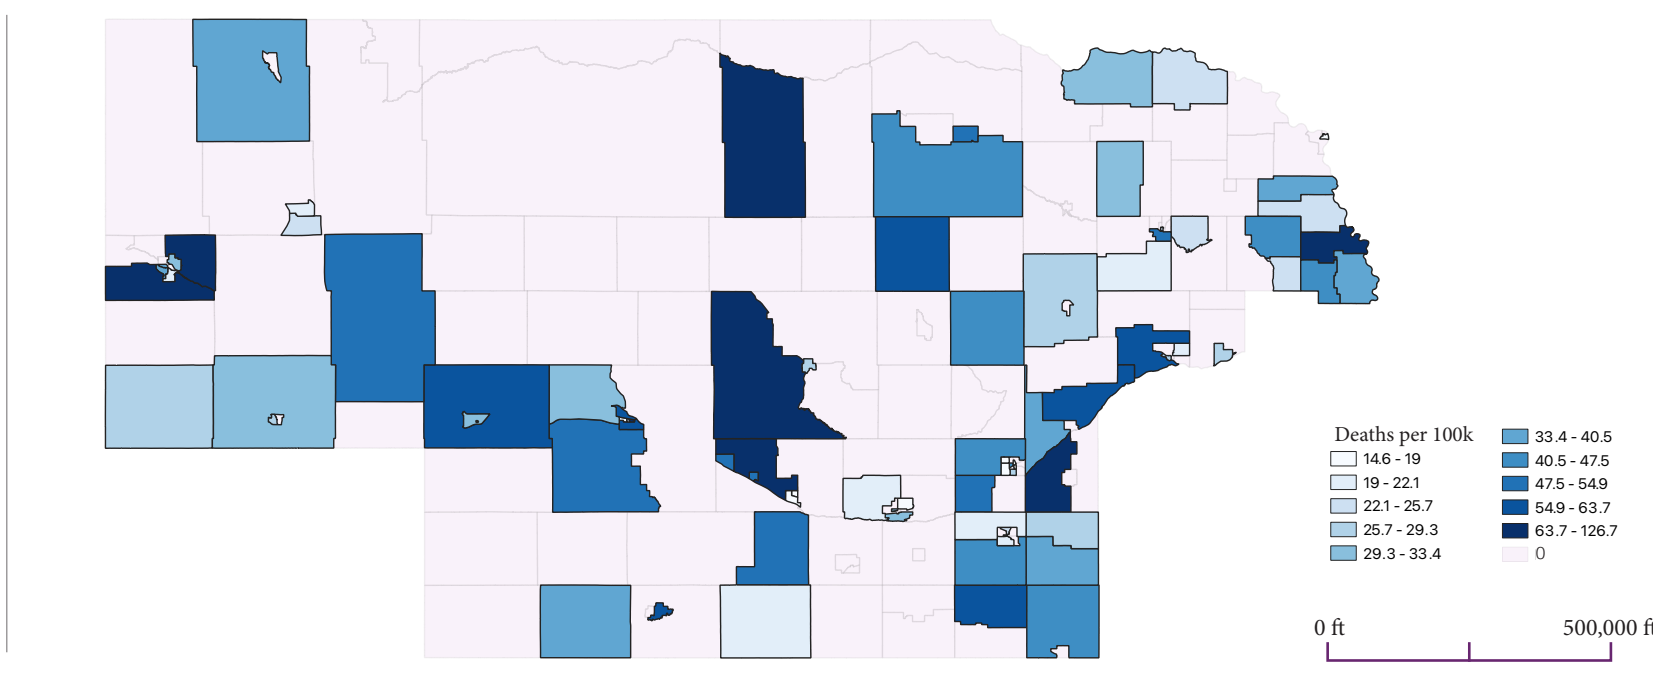 Deaths per 100k
14.6 - 19
19 - 22.1
22.1 - 25.7
25.7 - 29.3
29.3 - 33.4
33.4 - 40.5
40.5 - 47.5
47.5 - 54.9
54.9 - 63.7
63.7 - 126.7
0
0 ft
500,000 ft